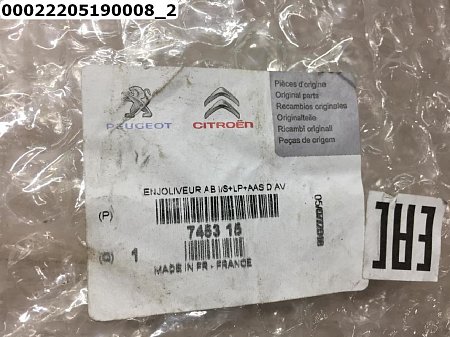 00022205190008_2
PEUGEOT
CITROËN
Pièces d'origine
Original parts
Recambios originales
Originalteile
Ricambi originali
Peças de origem
ENJOLIVEUR AB I/S+LP+AAS D AV
(P)
7453 15
(Q) 1
MADE IN FR - FRANCE
EAC